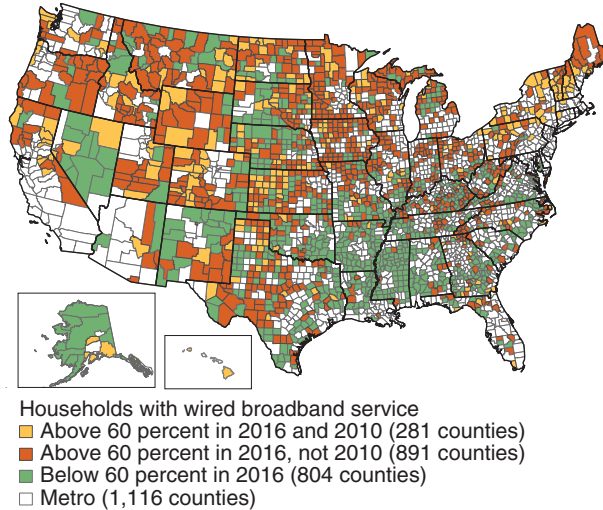 Households with wired broadband service
Above 60 percent in 2016 and 2010 (281 counties)
Above 60 percent in 2016, not 2010 (891 counties)
Below 60 percent in 2016 (804 counties)
Metro (1,116 counties)